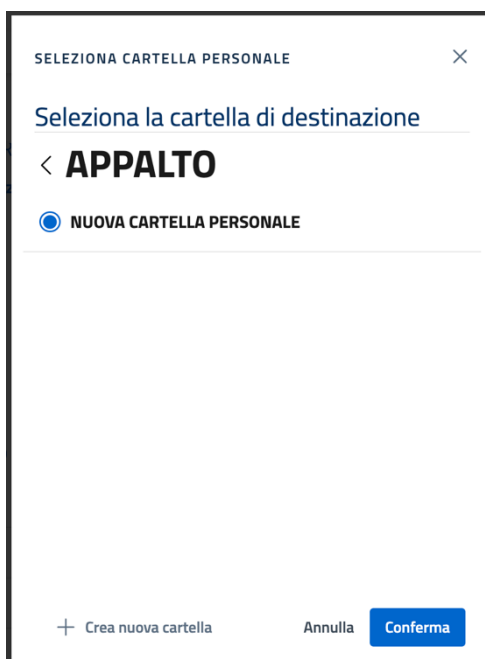 SELEZIONA CARTELLA PERSONALE
Seleziona la cartella di destinazione
APPALTO
NUOVA CARTELLA PERSONALE
Crea nuova cartella Annulla Conferma